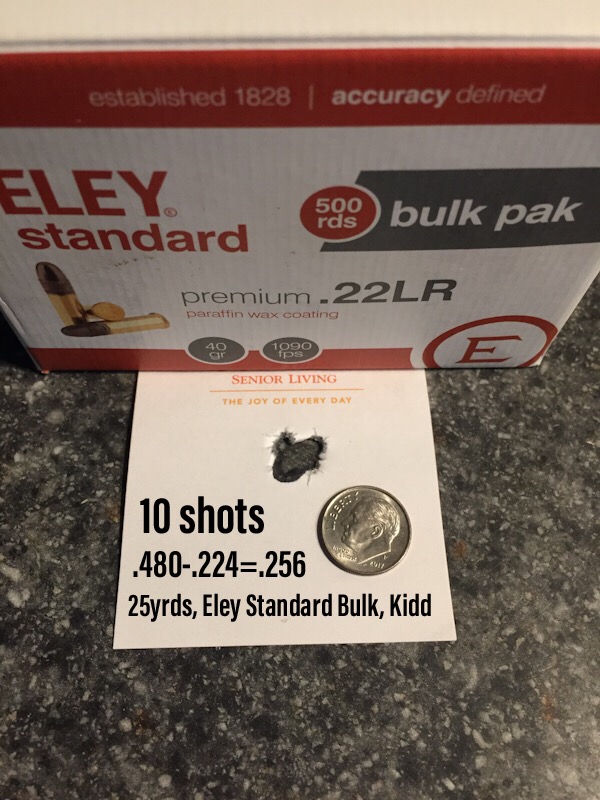 established 1828 | accuracy defined
ELEY®
standard
500
rds
bulk pak
premium .22LR
paraffin wax coating
40
gr
1090
fps
E
SENIOR LIVING
THE JOY OF EVERY DAY
LIBERTY
2017
10 shots
.480-.224=.256
25yrds, Eley Standard Bulk, Kidd